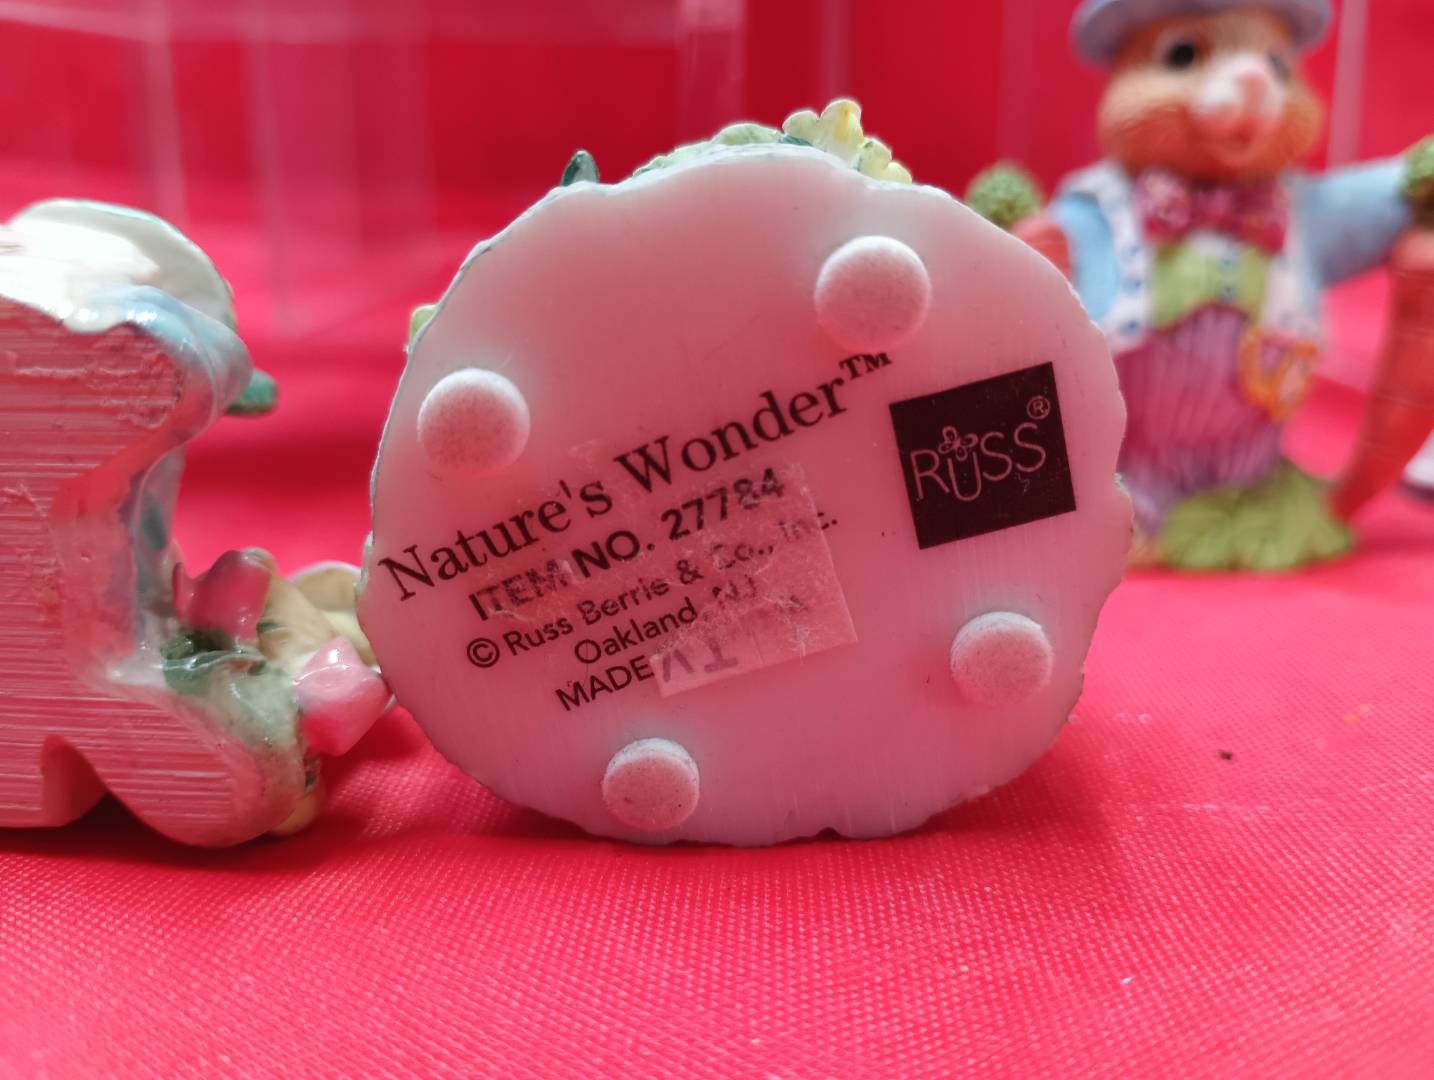 Nature's Wonder™
ITEM NO. 27784
© Russ Berrie & Co., Inc.
Oakland, NJ
MADE
RUSS®